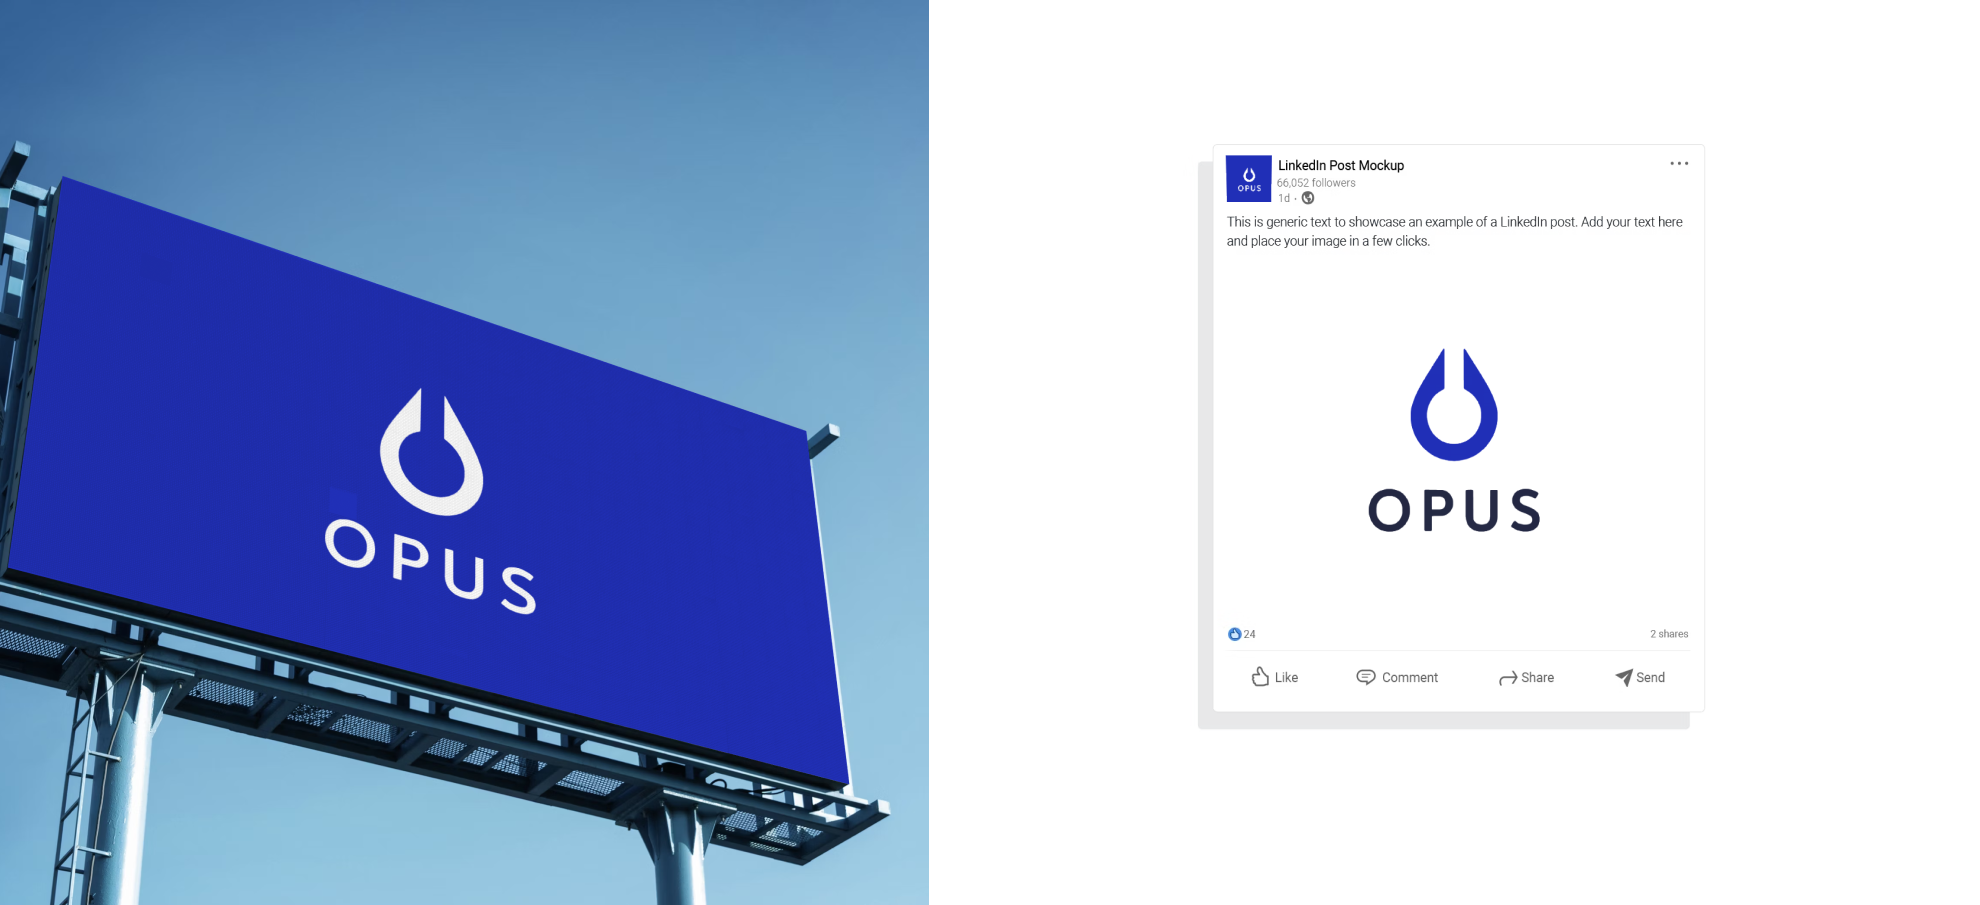 OPUS
OPUS
LinkedIn Post Mockup
66,052 followers
1d ·
This is generic text to showcase an example of a LinkedIn post. Add your text here
and place your image in a few clicks.
OPUS
24
2 shares
Like
Comment
Share
Send